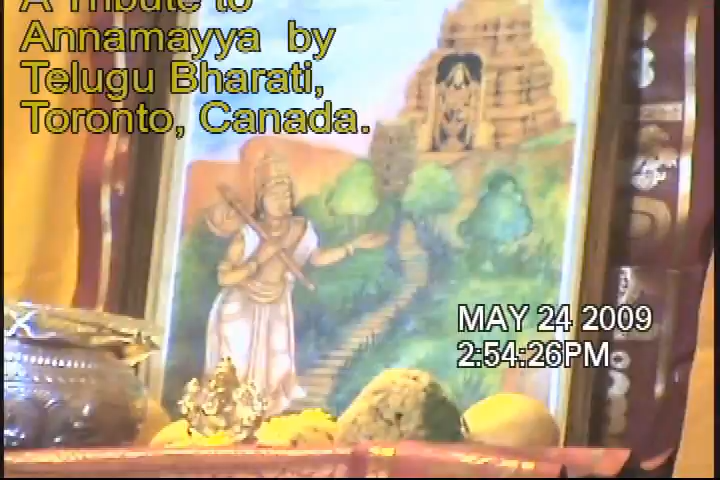 A Tribute to
Annamayya by
Telugu Bharati,
Toronto, Canada.
MAY 24 2009
2:54:26PM